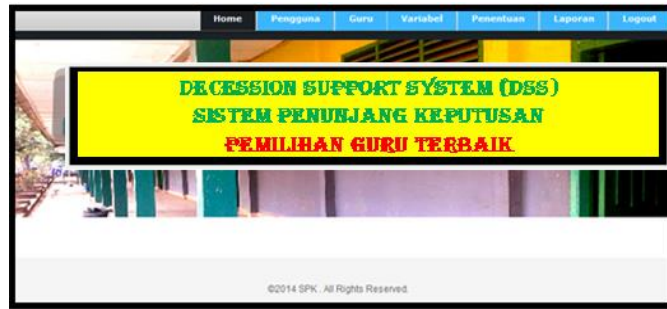 Home Pengguna Guru Variabel Penentuan Laporan Logout
DECESSION SUPPORT SYSTEM (DSS)
SISTEM PENUNJANG KEPUTUSAN
PEMILIHAN GURU TERBAIK
©2014 SPK . All Rights Reserved.